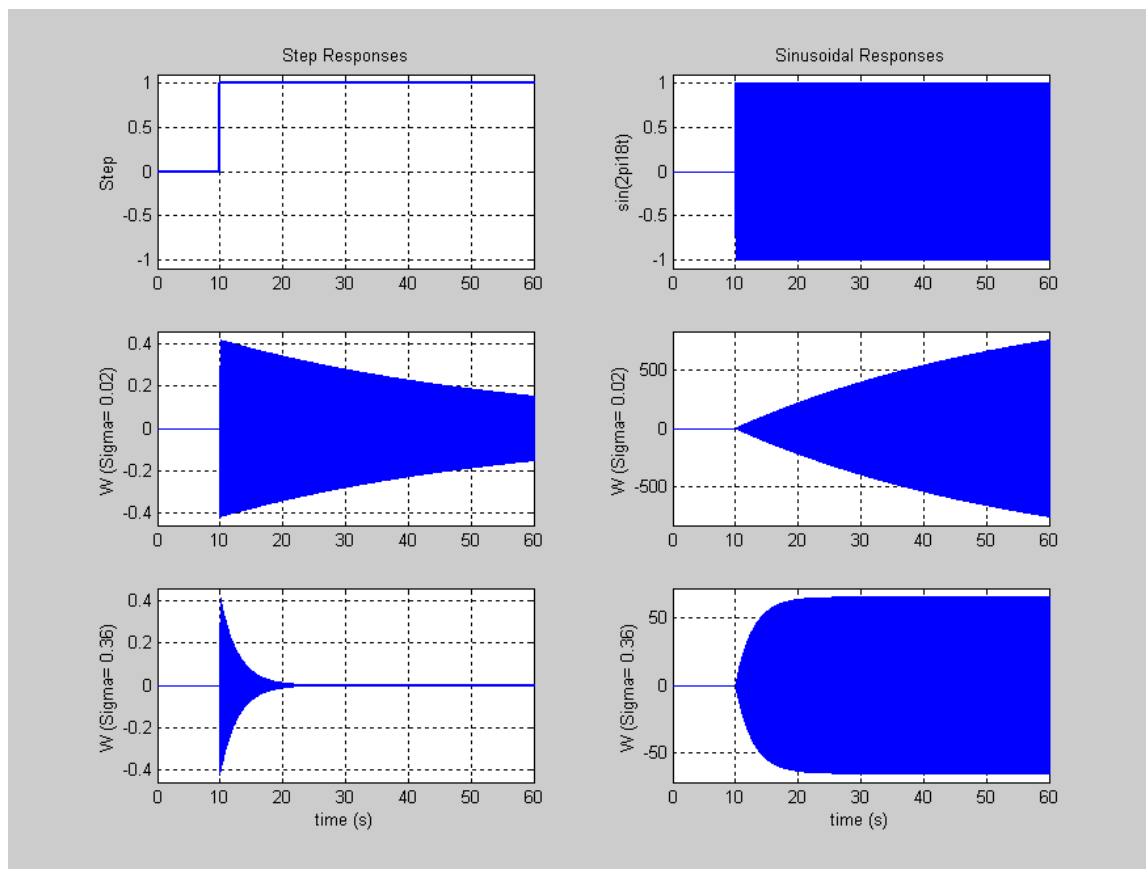 Step Responses
1
0.5
0
-0.5
-1
Step
0 10 20 30 40 50 60
Sinusoidal Responses
1
0.5
0
-0.5
-1
sin(2pi18t)
0 10 20 30 40 50 60
0.4
0.2
0
-0.2
-0.4
W (Sigma= 0.02)
0 10 20 30 40 50 60
500
0
-500
W (Sigma= 0.02)
0 10 20 30 40 50 60
0.4
0.2
0
-0.2
-0.4
W (Sigma= 0.36)
0 10 20 30 40 50 60
time (s)
50
0
-50
W (Sigma= 0.36)
0 10 20 30 40 50 60
time (s)